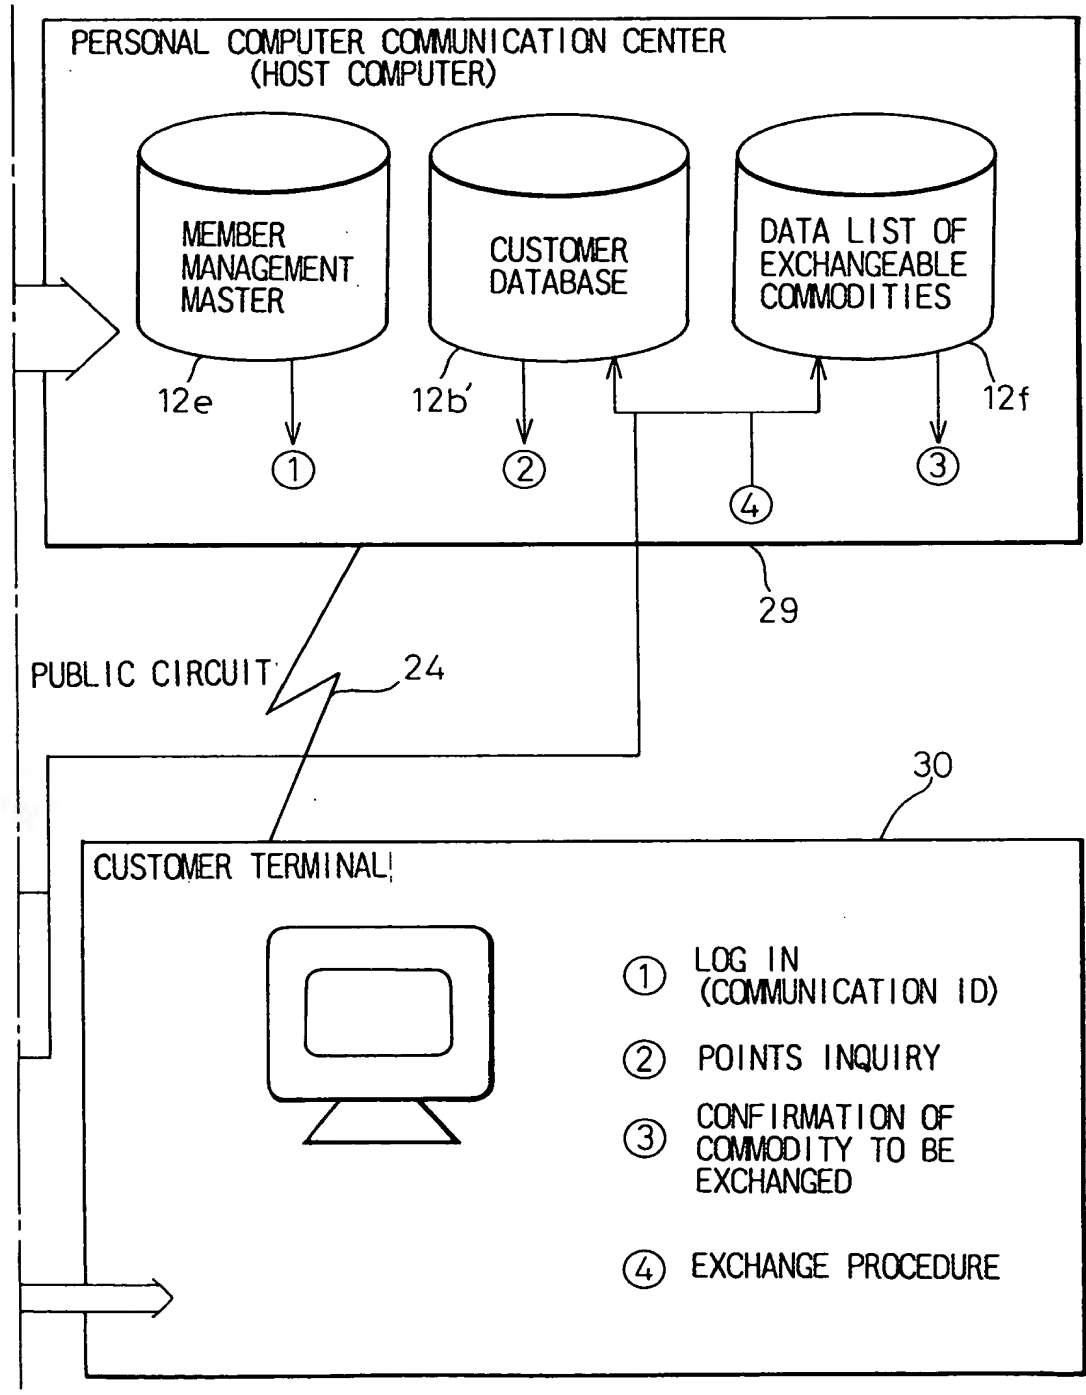 PERSONAL COMPUTER COMMUNICATION CENTER
(HOST COMPUTER)
MEMBER
MANAGEMENT
MASTER
CUSTOMER
DATABASE
DATA LIST OF
EXCHANGEABLE
COMMODITIES
12e
12b'
12f
①
②
③
④
29
PUBLIC CIRCUIT
24
30
CUSTOMER TERMINAL
① LOG IN
(COMMUNICATION ID)
② POINTS INQUIRY
③ CONFIRMATION OF
COMMODITY TO BE
EXCHANGED
④ EXCHANGE PROCEDURE